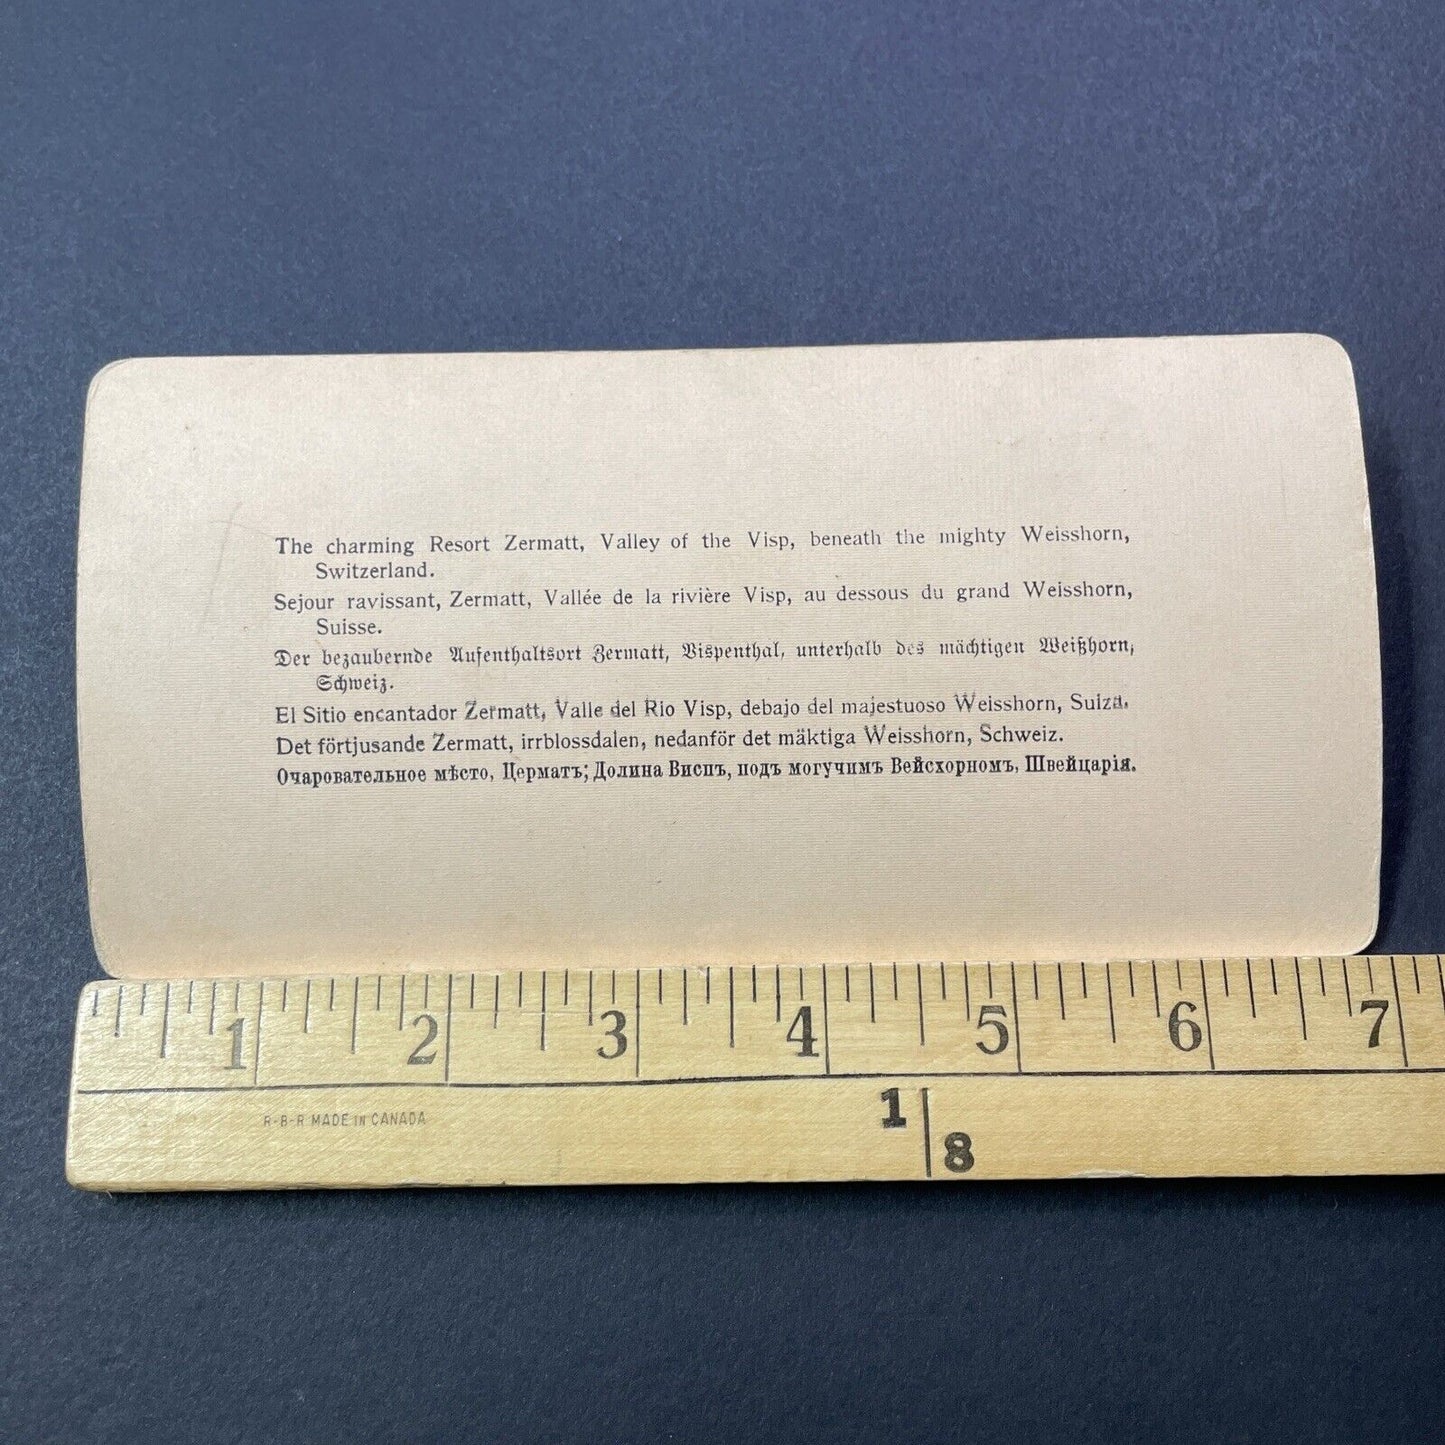 The charming Resort Zermatt, Valley of the Visp, beneath the mighty Weisshorn,
Switzerland.
Sejour ravissant, Zermatt, Vallée de la rivière Visp, au dessous du grand Weisshorn,
Suisse.
Der bezaubernde Aufenthaltsort Zermatt, Vispenthal, unterhalb des mächtigen Weißhorn,
Schweiz.
El Sitio encantador Zermatt, Valle del Rio Visp, debajo del majestuoso Weisshorn, Suiza.
Det förtjusande Zermatt, irrblossdalen, nedanför det mäktiga Weisshorn, Schweiz.
Очаровательное мѣсто, Церматъ; Долина Виспъ, подъ могучимъ Вейсхорномъ, Швейцарія.
1 2 3 4 5 6 7
R-B-R MADE IN CANADA
1/8